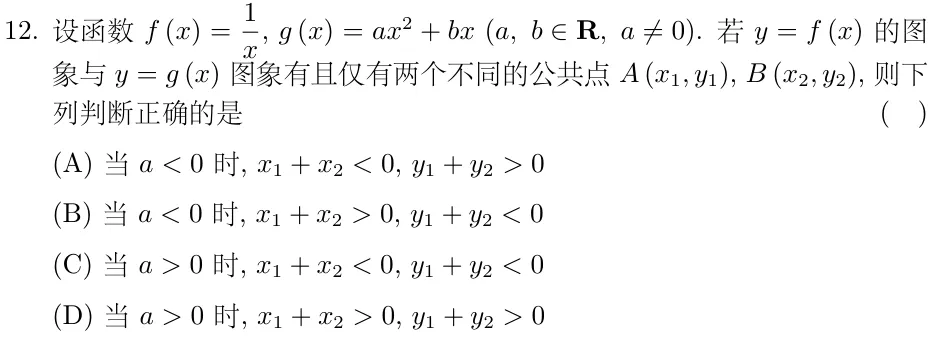 12. 设函数 f (x) = 1/x, g (x) = ax² + bx (a, b ∈ R, a ≠ 0). 若 y = f (x) 的图
象与 y = g (x) 图象有且仅有两个不同的公共点 A (x₁, y₁), B (x₂, y₂), 则下
列判断正确的是 ( )
(A) 当 a < 0 时, x₁ + x₂ < 0, y₁ + y₂ > 0
(B) 当 a < 0 时, x₁ + x₂ > 0, y₁ + y₂ < 0
(C) 当 a > 0 时, x₁ + x₂ < 0, y₁ + y₂ < 0
(D) 当 a > 0 时, x₁ + x₂ > 0, y₁ + y₂ > 0